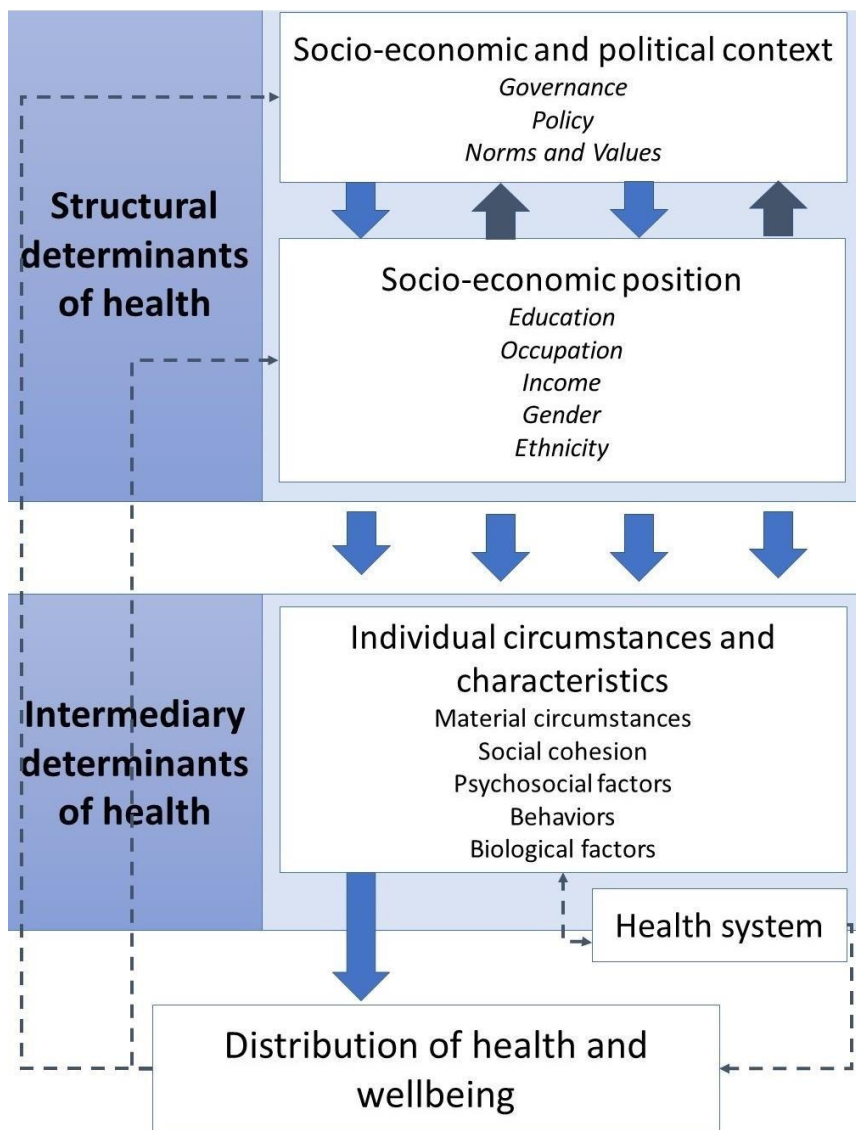 Socio-economic and political context
Governance
Policy
Norms and Values
Structural
determinants
of health
Socio-economic position
Education
Occupation
Income
Gender
Ethnicity
Individual circumstances and
characteristics
Material circumstances
Social cohesion
Psychosocial factors
Behaviors
Biological factors
Intermediary
determinants
of health
Health system
Distribution of health and
wellbeing